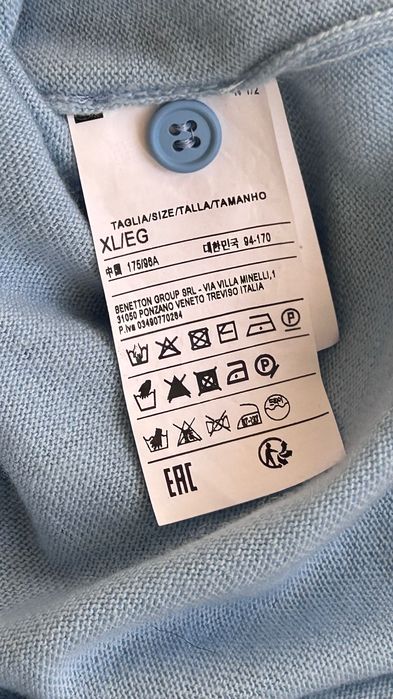 TAGLIA/SIZE/TALLA/TAMANHO
XL/EG
中國 175/96A 대한민국 94-170
BENETTON GROUP SRL - VIA VILLA MINELLI,1
31050 PONZANO VENETO TREVISO ITALIA
P.iva 03490770264
P
P
EAC